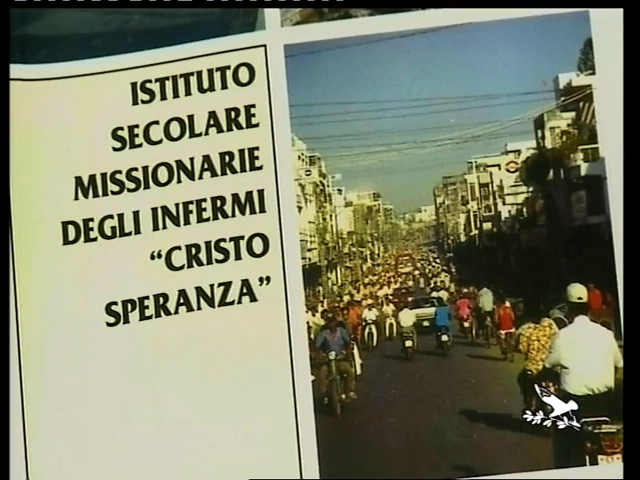 ISTITUTO
SECOLARE
MISSIONARIE
DEGLI INFERMI
“CRISTO
SPERANZA”